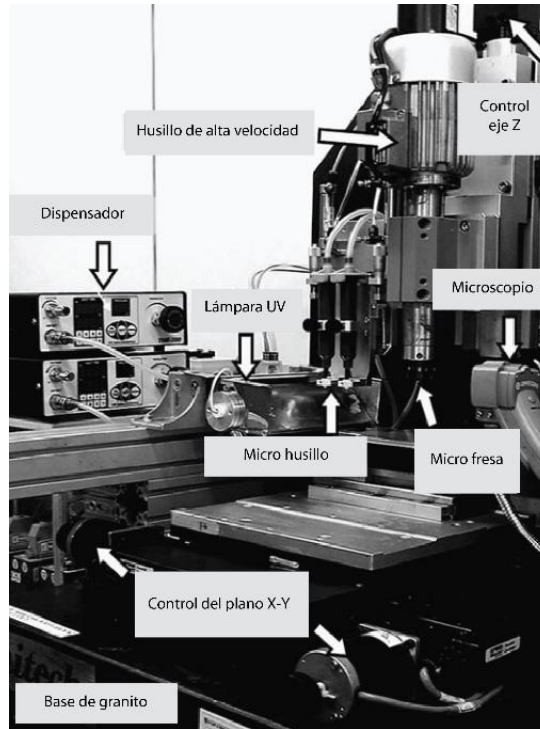 Control
eje Z
Husillo de alta velocidad
Dispensador
Microscopio
Lámpara UV
Micro husillo
Micro fresa
Control del plano X-Y
Base de granito